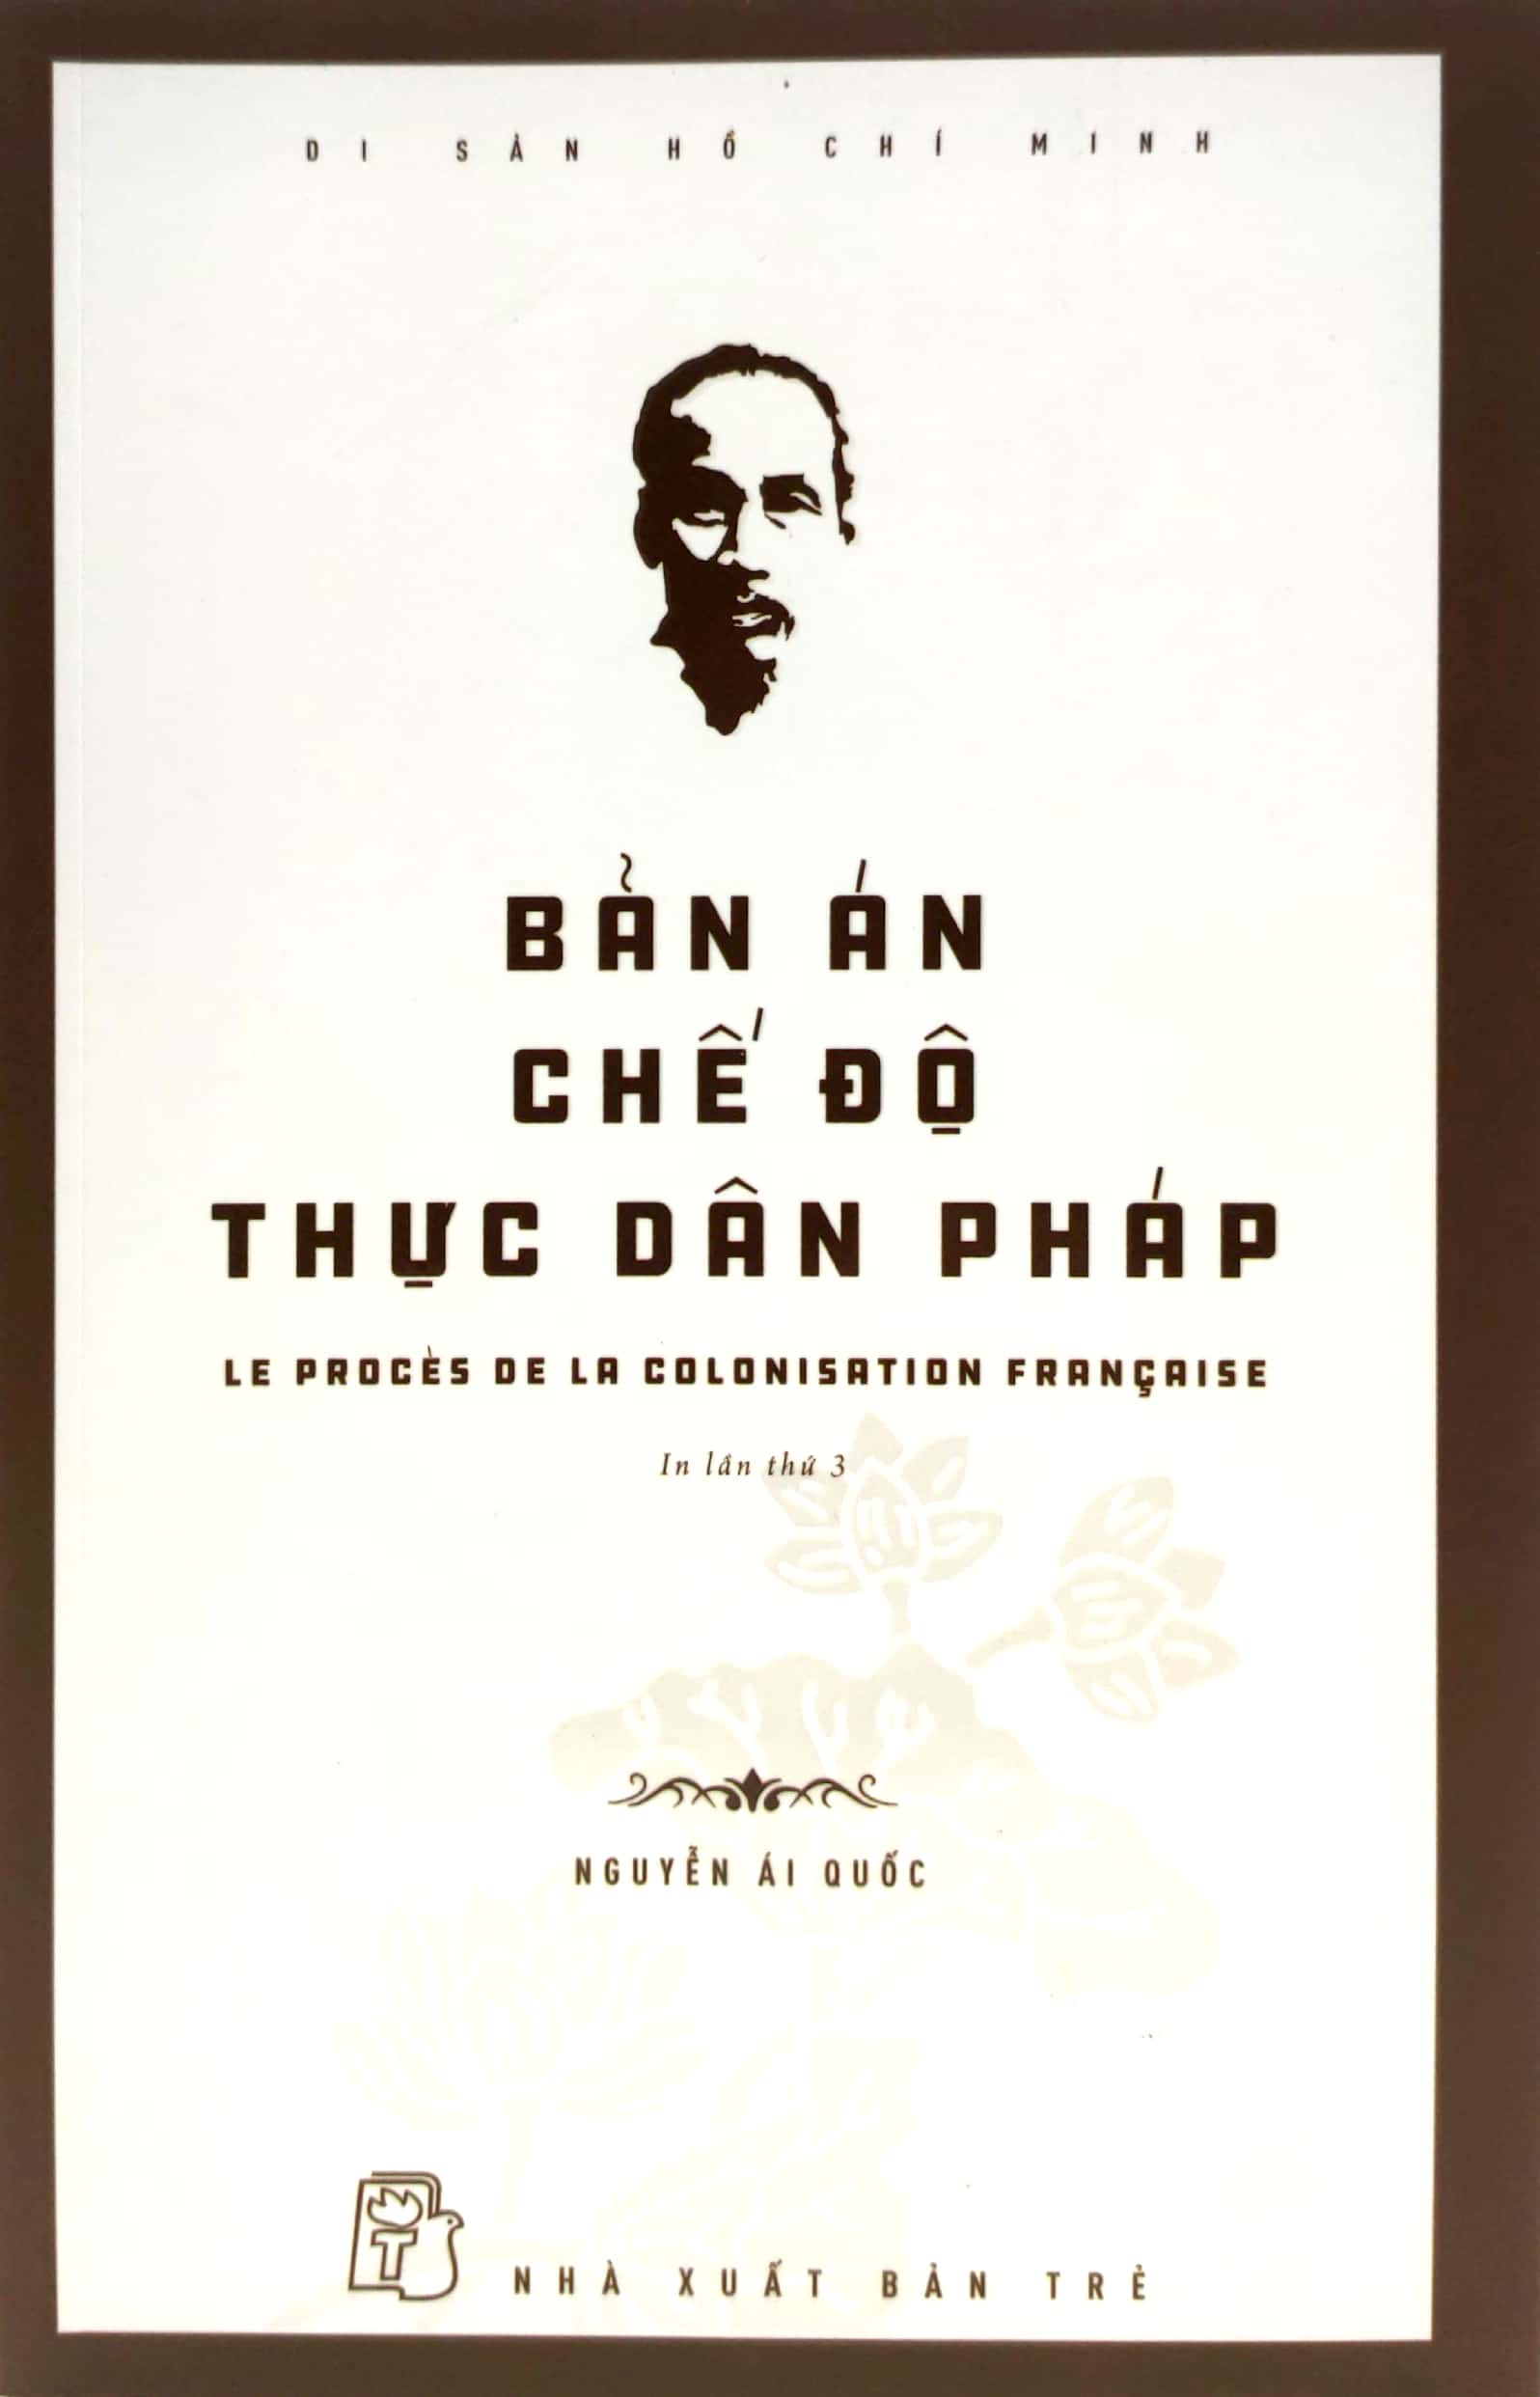 DI SẢN HỒ CHÍ MINH
BẢN ÁN
CHẾ ĐỘ
THỰC DÂN PHÁP
LE PROCÈS DE LA COLONISATION FRANÇAISE
In lần thứ 3
NGUYỄN ÁI QUỐC
T
NHÀ XUẤT BẢN TRẺ